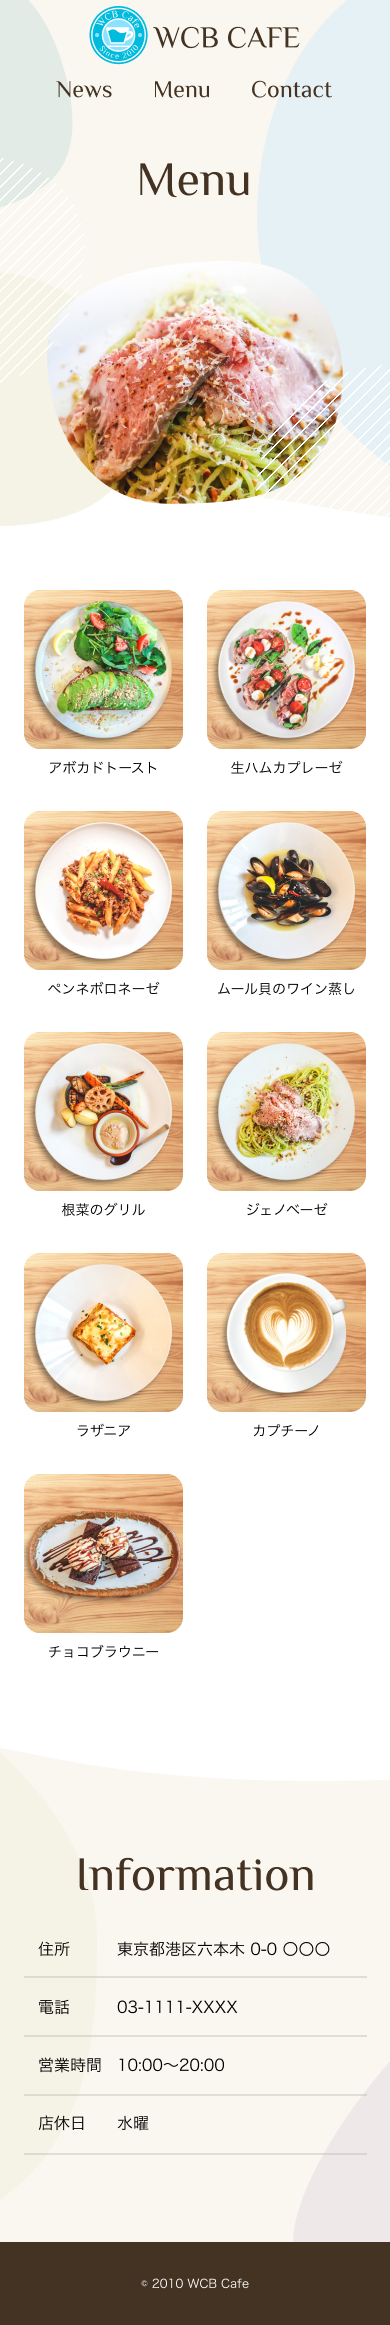 WCB Cafe
Since 2010
WCB CAFE
News Menu Contact
Menu
アボカドトースト 生ハムカプレーゼ
ペンネボロネーゼ ムール貝のワイン蒸し
根菜のグリル ジェノベーゼ
ラザニア カプチーノ
チョコブラウニー
Information
住所 東京都港区六本木 0-0 〇〇〇
電話 03-1111-XXXX
営業時間 10:00〜20:00
店休日 水曜
© 2010 WCB Cafe